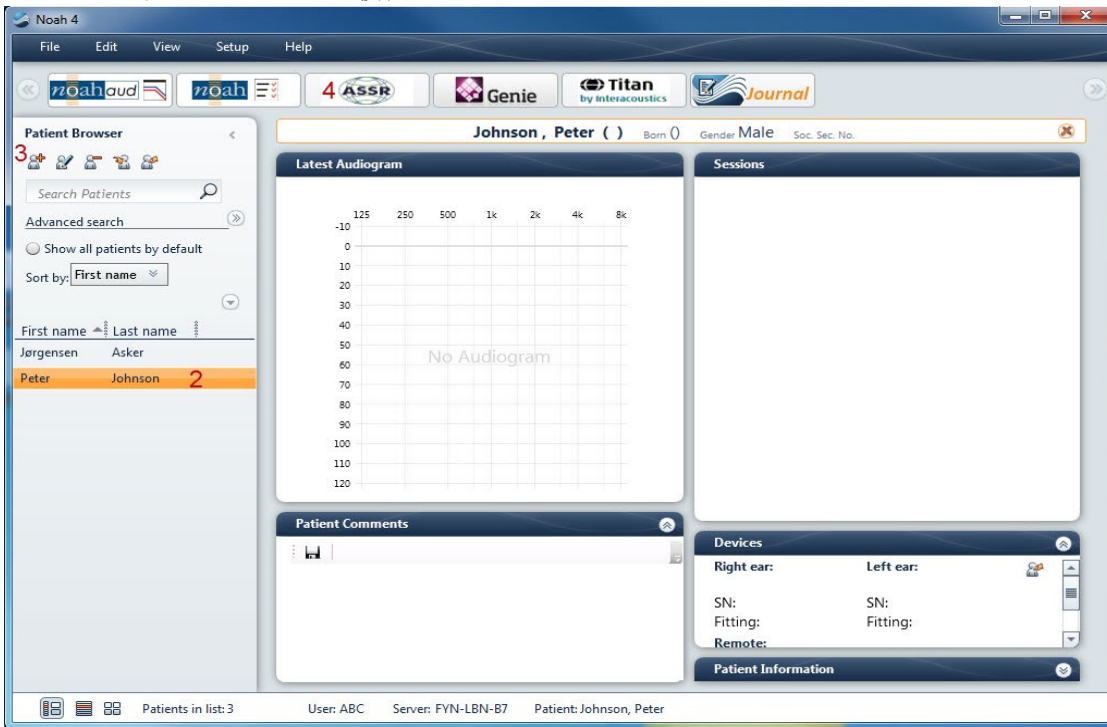 Noah 4
File Edit View Setup Help
noahaud noah 4 ASSR Genie Titan by Interacoustics Journal
Patient Browser
Johnson , Peter ( ) Born () Gender Male Soc. Sec. No.
3
Search Patients
Advanced search
Show all patients by default
Sort by: First name
First name Last name
Jørgensen Asker
Peter Johnson 2
Latest Audiogram
125 250 500 1k 2k 4k 8k
-10
0
10
20
30
40
50
No Audiogram
60
70
80
90
100
110
120
Sessions
Patient Comments
Devices
Right ear: Left ear:
SN: SN:
Fitting: Fitting:
Remote:
Patient Information
Patients in list: 3 User: ABC Server: FYN-LBN-B7 Patient: Johnson, Peter